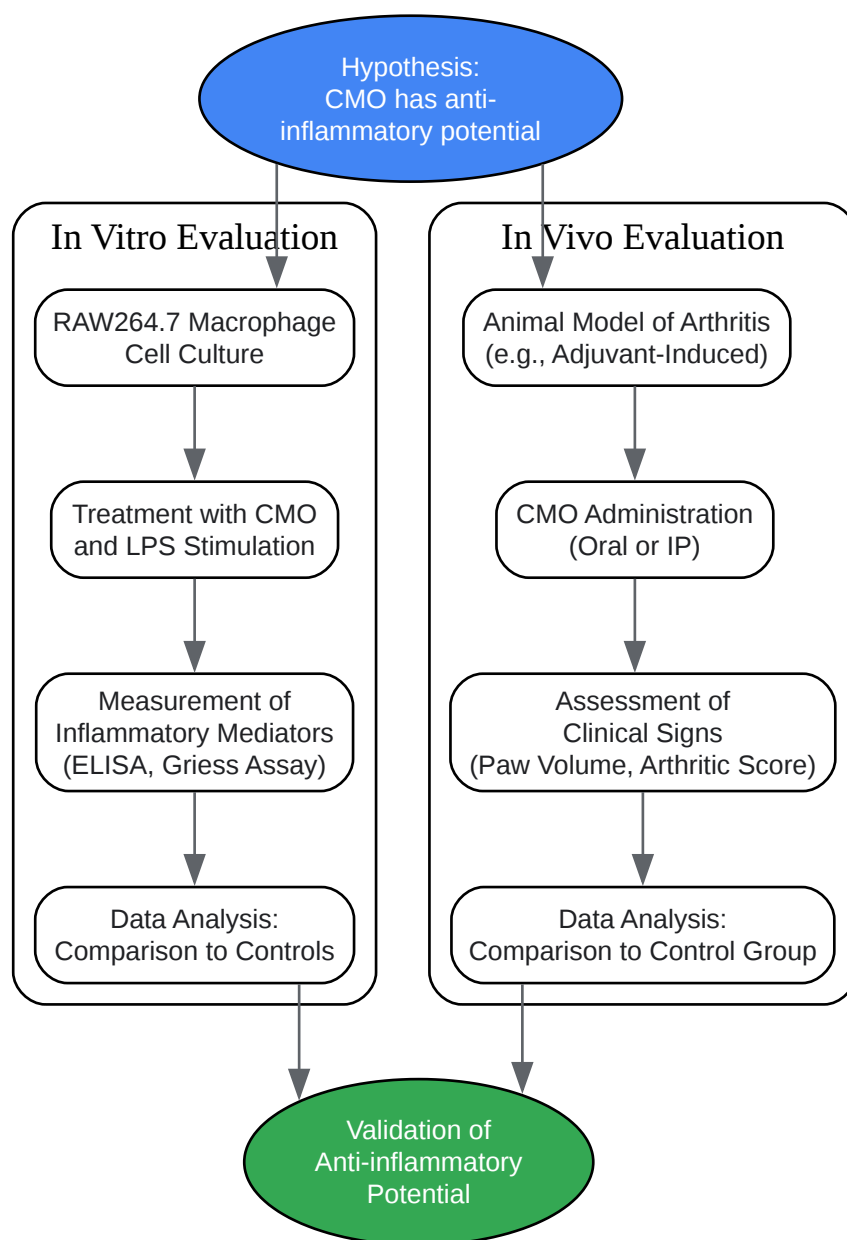 Hypothesis:
CMO has anti-
inflammatory potential
In Vitro Evaluation
RAW264.7 Macrophage
Cell Culture
Treatment with CMO
and LPS Stimulation
Measurement of
Inflammatory Mediators
(ELISA, Griess Assay)
Data Analysis:
Comparison to Controls
In Vivo Evaluation
Animal Model of Arthritis
(e.g., Adjuvant-Induced)
CMO Administration
(Oral or IP)
Assessment of
Clinical Signs
(Paw Volume, Arthritic Score)
Data Analysis:
Comparison to Control Group
Validation of
Anti-inflammatory
Potential